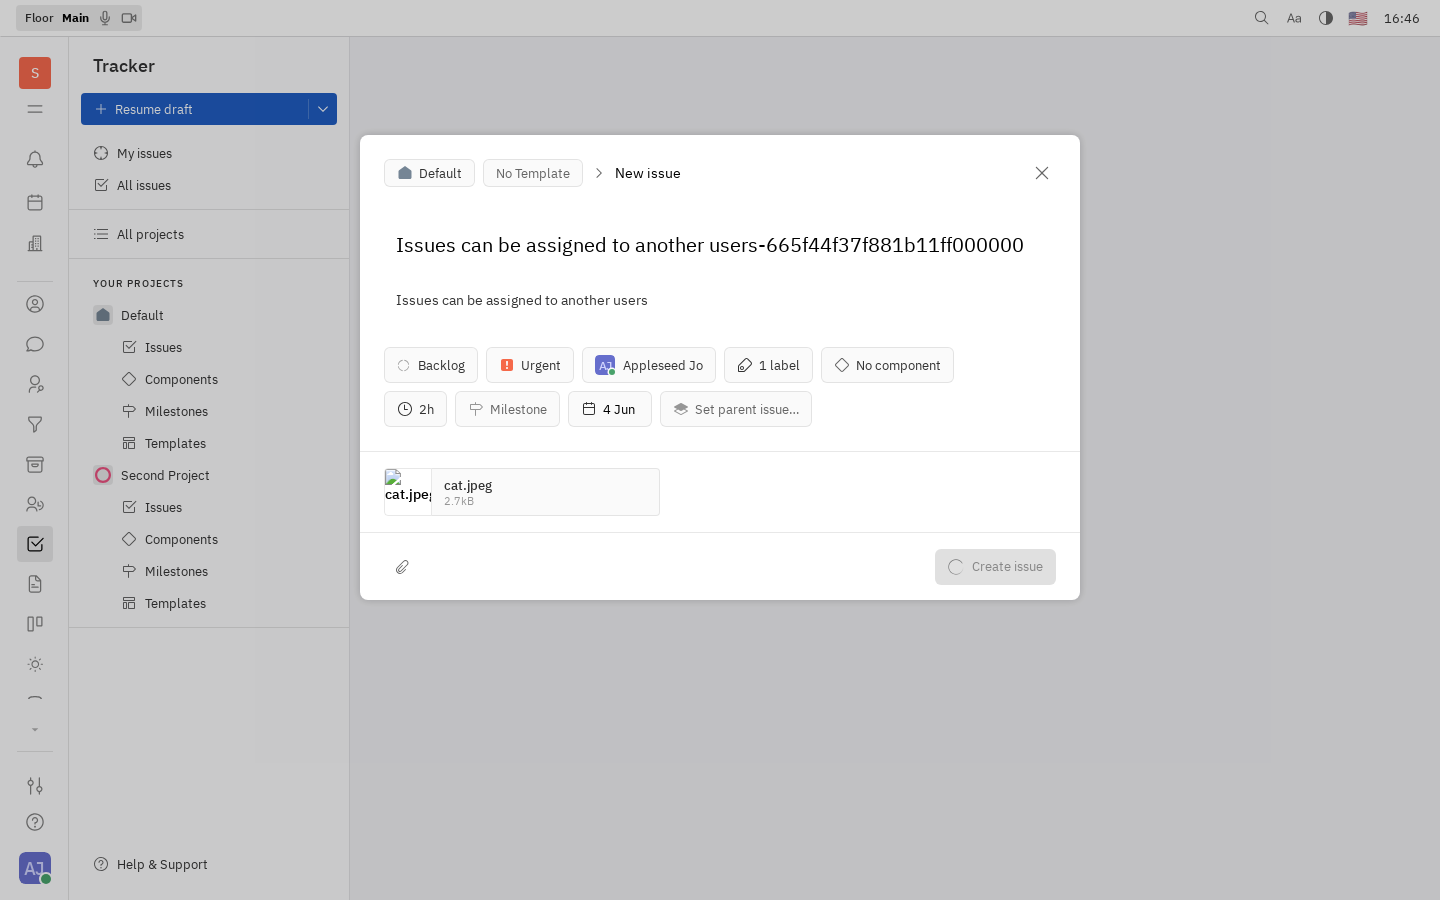 Floor Main
Aa
16:46
S
Tracker
Resume draft
My issues
All issues
All projects
YOUR PROJECTS
Default
Issues
Components
Milestones
Templates
Second Project
Issues
Components
Milestones
Templates
Help & Support
AJ
Default
No Template
New issue
Issues can be assigned to another users-665f44f37f881b11ff000000
Issues can be assigned to another users
Backlog
Urgent
AJ Appleseed Jo
1 label
No component
2h
Milestone
4 Jun
Set parent issue...
cat.jpeg
cat.jpeg
2.7kB
Create issue